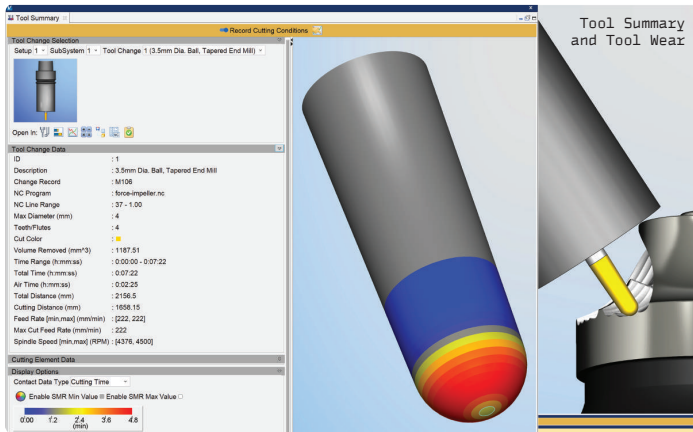 Tool Summary
Record Cutting Conditions
Tool Summary
and Tool Wear
Tool Change Selection
Setup 1 SubSystem 1 Tool Change 1 (3.5mm Dia. Ball, Tapered End Mill)
Open In:
Tool Change Data
ID : 1
Description : 3.5mm Dia. Ball, Tapered End Mill
Change Record : M106
NC Program : force-impeller.nc
NC Line Range : 37 - 1.00
Max Diameter (mm) : 4
Teeth/Flutes : 4
Cut Color :
Volume Removed (mm^3) : 1187.51
Time Range (h:mm:ss) : 0:00:00 - 0:07:22
Total Time (h:mm:ss) : 0:07:22
Air Time (h:mm:ss) : 0:02:25
Total Distance (mm) : 2156.5
Cutting Distance (mm) : 1658.15
Feed Rate [min,max] (mm/min) : [222, 222]
Max Cut Feed Rate (mm/min) : 222
Spindle Speed [min,max] (RPM) : [4376, 4500]
Cutting Element Data
Display Options
Contact Data Type Cutting Time
Enable SMR Min Value Enable SMR Max Value
0.00 1.2 2.4 3.6 4.8
(min)